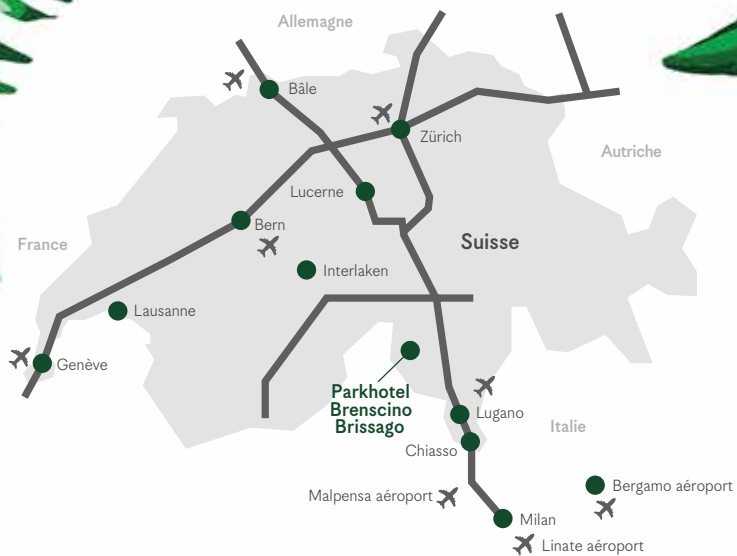 Allemagne
Bâle
Zürich
Autriche
Lucerne
Bern
Suisse
France
Interlaken
Lausanne
Genève
Parkhotel
Brenscino
Brissago
Lugano
Italie
Chiasso
Bergamo aéroport
Malpensa aéroport
Milan
Linate aéroport